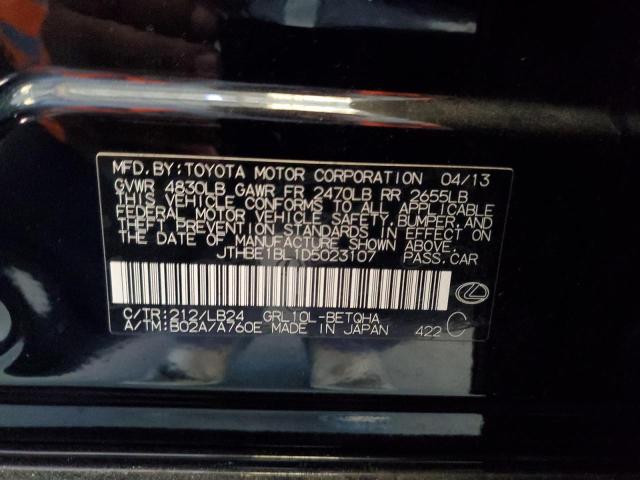 MFD. BY: TOYOTA MOTOR CORPORATION 04/13
GVWR 4830LB GAWR FR 2470LB RR 2655LB
THIS VEHICLE CONFORMS TO ALL APPLICABLE
FEDERAL MOTOR VEHICLE SAFETY, BUMPER, AND
THEFT PREVENTION STANDARDS IN EFFECT ON
THE DATE OF MANUFACTURE SHOWN ABOVE.
JTHBE1BL1D5023107 PASS. CAR
C/TR: 212/LB24 GRL10L-BETQHA
A/TM: B02A/A760E MADE IN JAPAN 422 C